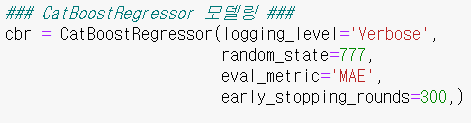 ### CatBoostRegressor 모델링 ###
cbr = CatBoostRegressor(logging_level='Verbose',
random_state=777,
eval_metric='MAE',
early_stopping_rounds=300,)